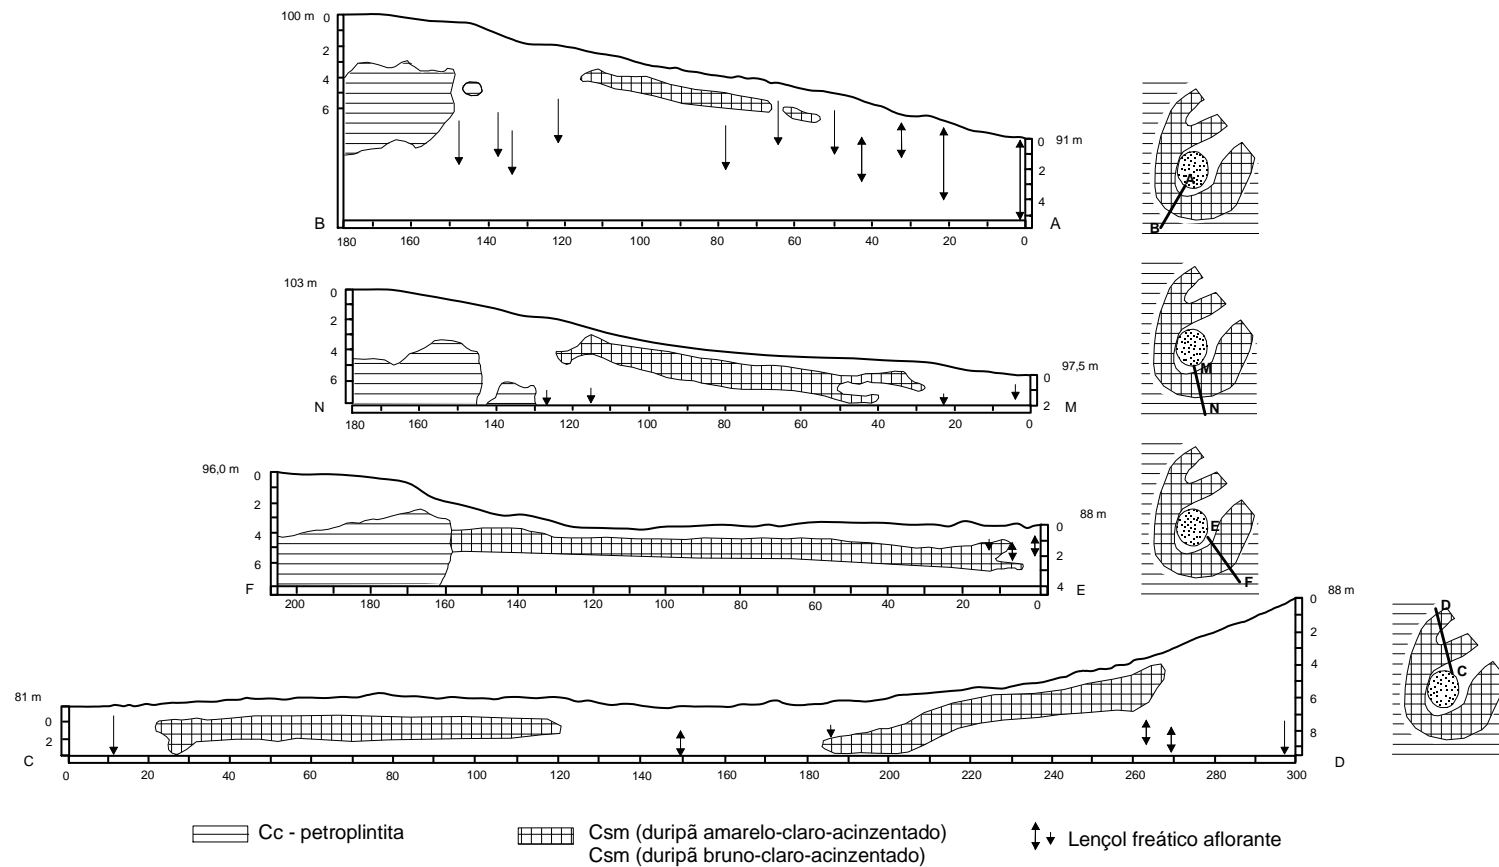 100 m
0
2
4
6
0
91 m
2
4
B
A
180
160
140
120
100
80
60
40
20
0
A
B
103 m
0
2
4
6
97,5 m
0
2
N
M
180
160
140
120
100
80
60
40
20
0
M
N
96,0 m
0
2
4
6
0
88 m
2
4
F
E
200
180
160
140
120
100
80
60
40
20
0
E
F
81 m
0
2
88 m
0
2
4
6
8
C
D
0
20
40
60
80
100
120
140
160
180
200
220
240
260
280
300
D
C
Cc - petroplintita
Csm (duripã amarelo-claro-acinzentado)
Csm (duripã bruno-claro-acinzentado)
Lençol freático aflorante